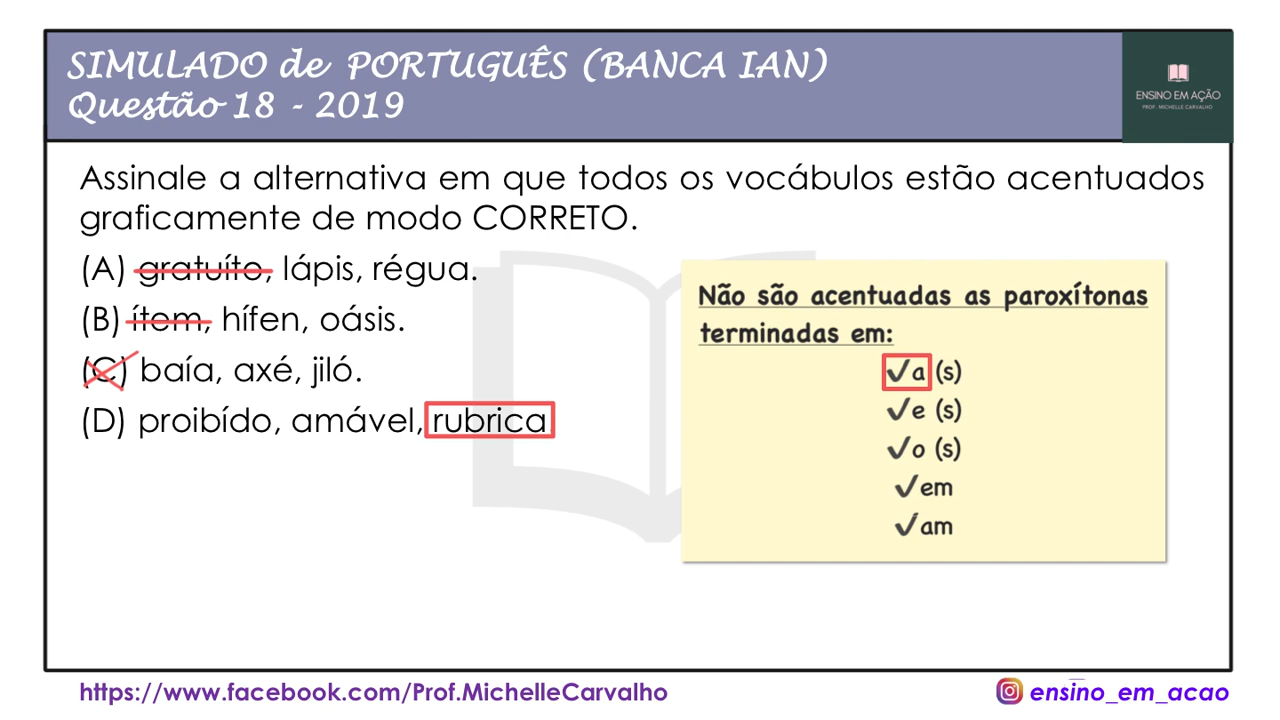 SIMULADO de PORTUGUÊS (BANCA IAN)
Questão 18 - 2019
ENSINO EM AÇÃO
PROF. MICHELLE CARVALHO
Assinale a alternativa em que todos os vocábulos estão acentuados
graficamente de modo CORRETO.
(A) gratuíto, lápis, régua.
(B) ítem, hífen, oásis.
(C) baía, axé, jiló.
(D) proibído, amável, rubrica
Não são acentuadas as paroxítonas
terminadas em:
✓a (s)
✓e (s)
✓o (s)
✓em
✓am
https://www.facebook.com/Prof.MichelleCarvalho
ensino_em_acao